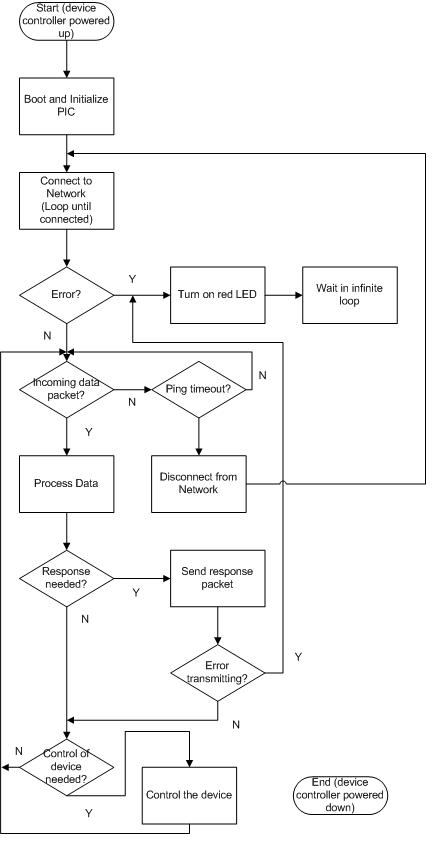 Start (device
controller powered
up)
Boot and Initialize
PIC
Connect to
Network
(Loop until
connected)
Error?
Y
Turn on red LED
Wait in infinite
loop
N
Incoming data
packet?
N
Ping timeout?
N
Y
Process Data
Disconnect from
Network
Response
needed?
Y
Send response
packet
N
Error
transmitting?
Y
N
Control of
device
needed?
N
Y
Control the device
End (device
controller powered
down)